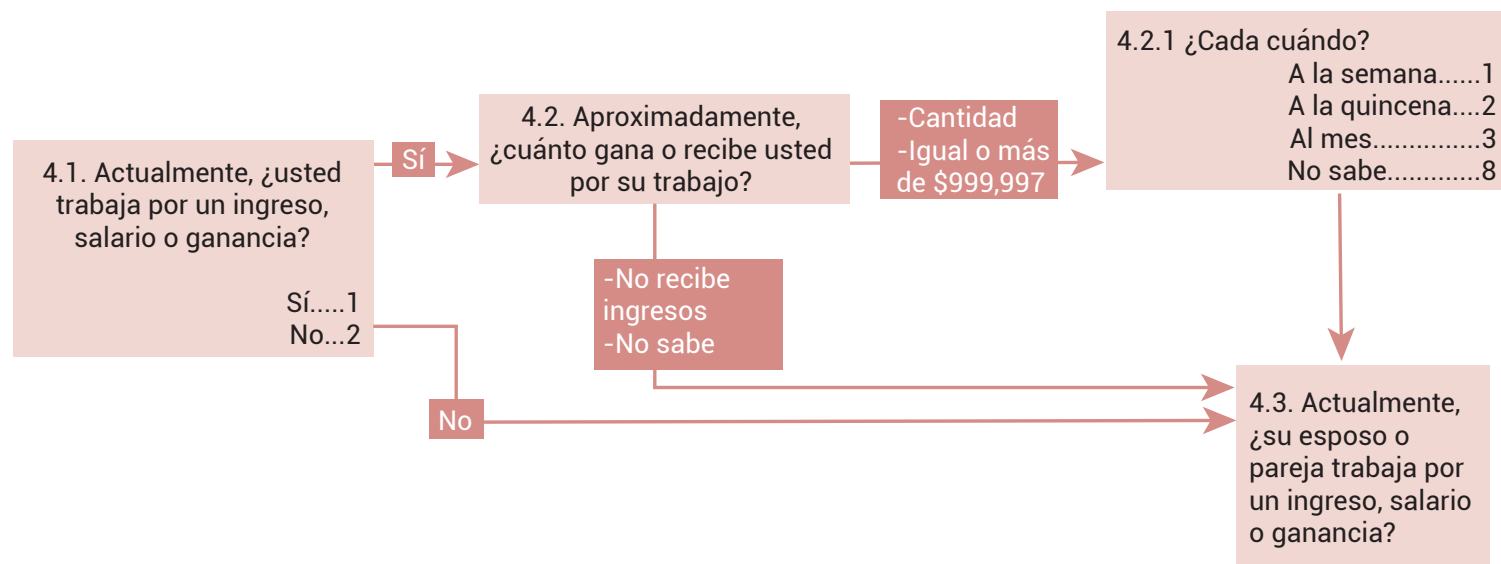 4.1. Actualmente, ¿usted
trabaja por un ingreso,
salario o ganancia?
Sí.....1
No...2
Sí
No
4.2. Aproximadamente,
¿cuánto gana o recibe usted
por su trabajo?
-Cantidad
-Igual o más
de $999,997
-No recibe
ingresos
-No sabe
4.2.1 ¿Cada cuándo?
A la semana......1
A la quincena....2
Al mes..............3
No sabe.............8
4.3. Actualmente,
¿su esposo o
pareja trabaja por
un ingreso, salario
o ganancia?